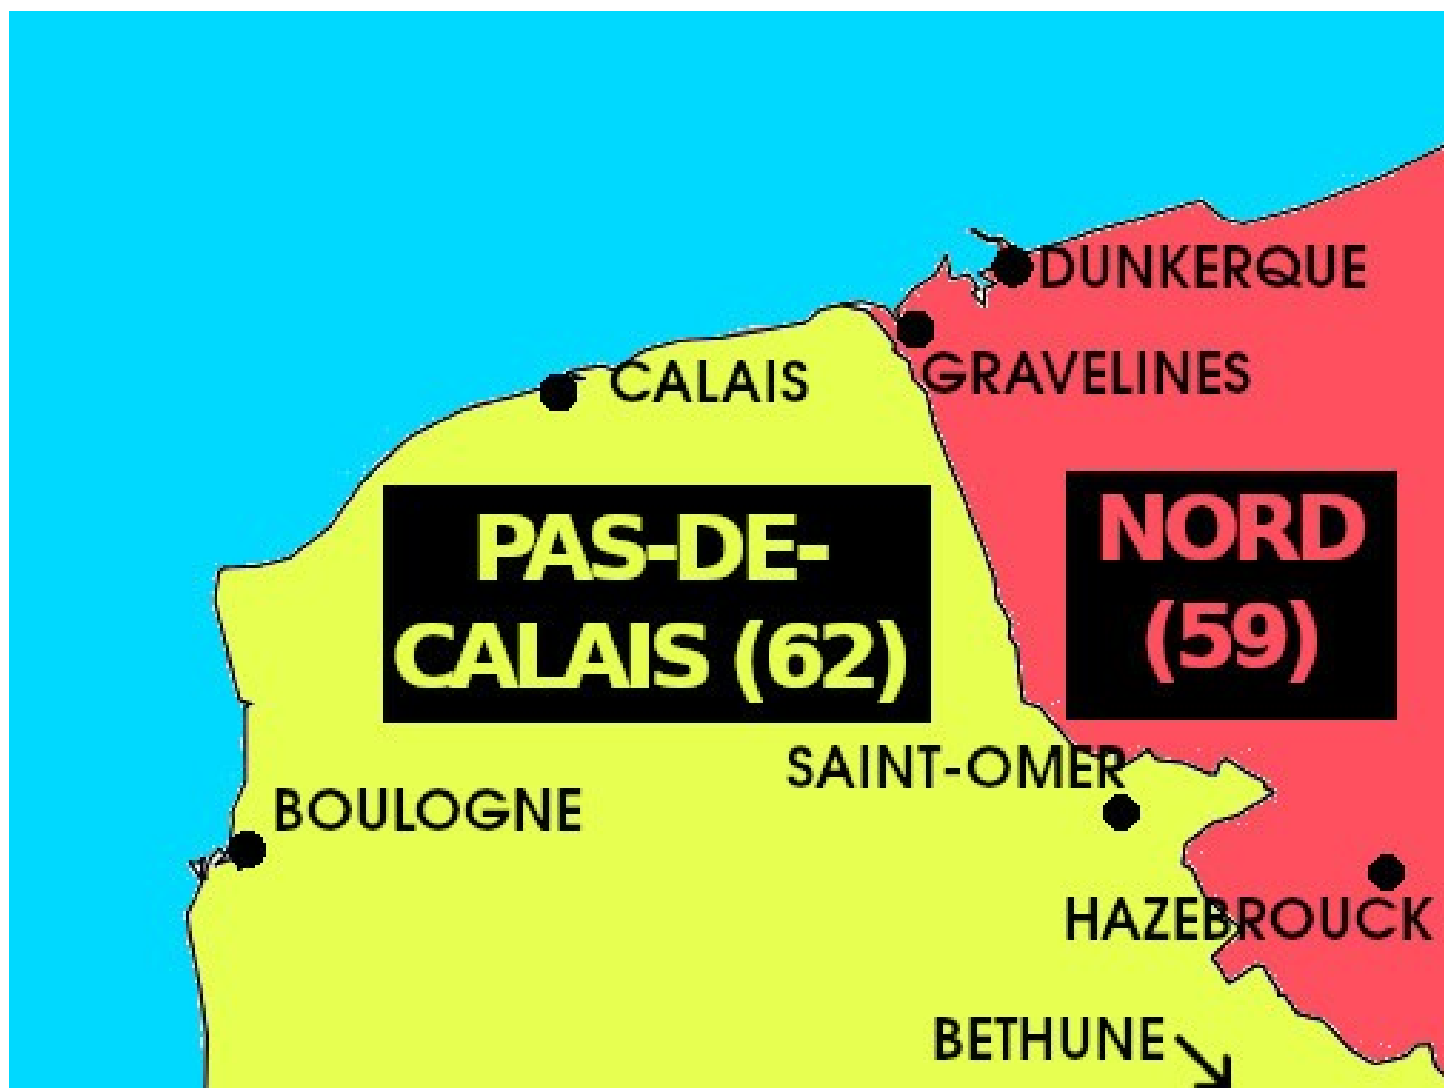 DUNKERQUE
GRAVELINES
CALAIS
PAS-DE-
CALAIS (62)
NORD
(59)
SAINT-OMER
BOULOGNE
HAZEBROUCK
BETHUNE